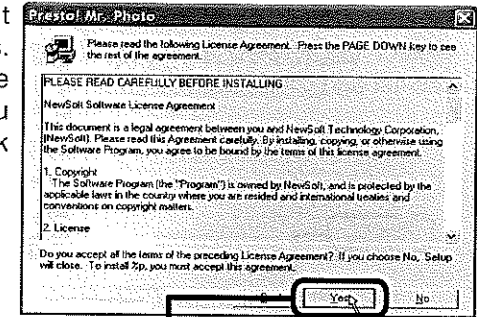 t
s.
e
u
k
Presto! Mr. Photo
Please read the following License Agreement. Press the PAGE DOWN key to see
the rest of the agreement.
PLEASE READ CAREFULLY BEFORE INSTALLING
NewSoft Software License Agreement
This document is a legal agreement between you and NewSoft Technology Corporation,
(NewSoft). Please read this Agreement carefully. By installing, copying, or otherwise using
the Software Program, you agree to be bound by the terms of this license agreement.
1. Copyright
The Software Program (the "Program") is owned by NewSoft, and is protected by the
applicable laws in the country where you are resided and international treaties and
conventions on copyright matters.
2. License
Do you accept all the terms of the preceding License Agreement? If you choose No, Setup
will close. To install %p, you must accept this agreement.
Yes No